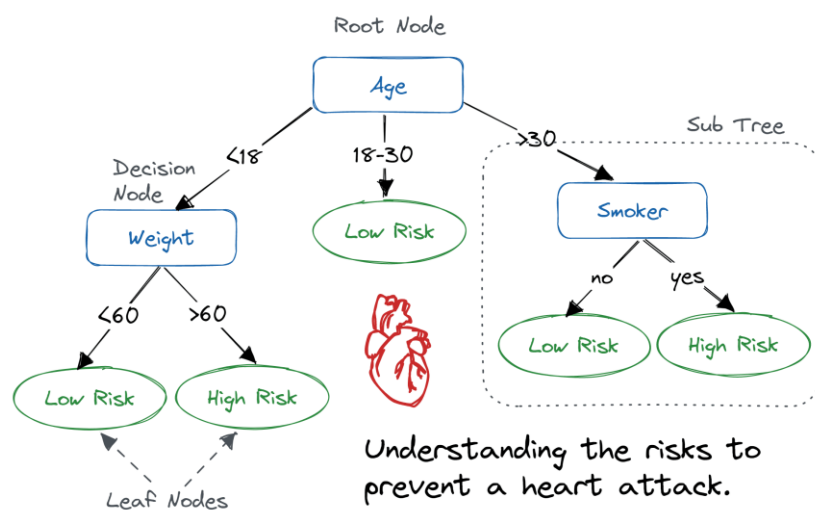 Root Node
Age
Sub Tree
<18
18-30
>30
Decision
Node
Weight
Low Risk
Smoker
<60
>60
no
yes
Low Risk
High Risk
Low Risk
High Risk
Leaf Nodes
Understanding the risks to
prevent a heart attack.